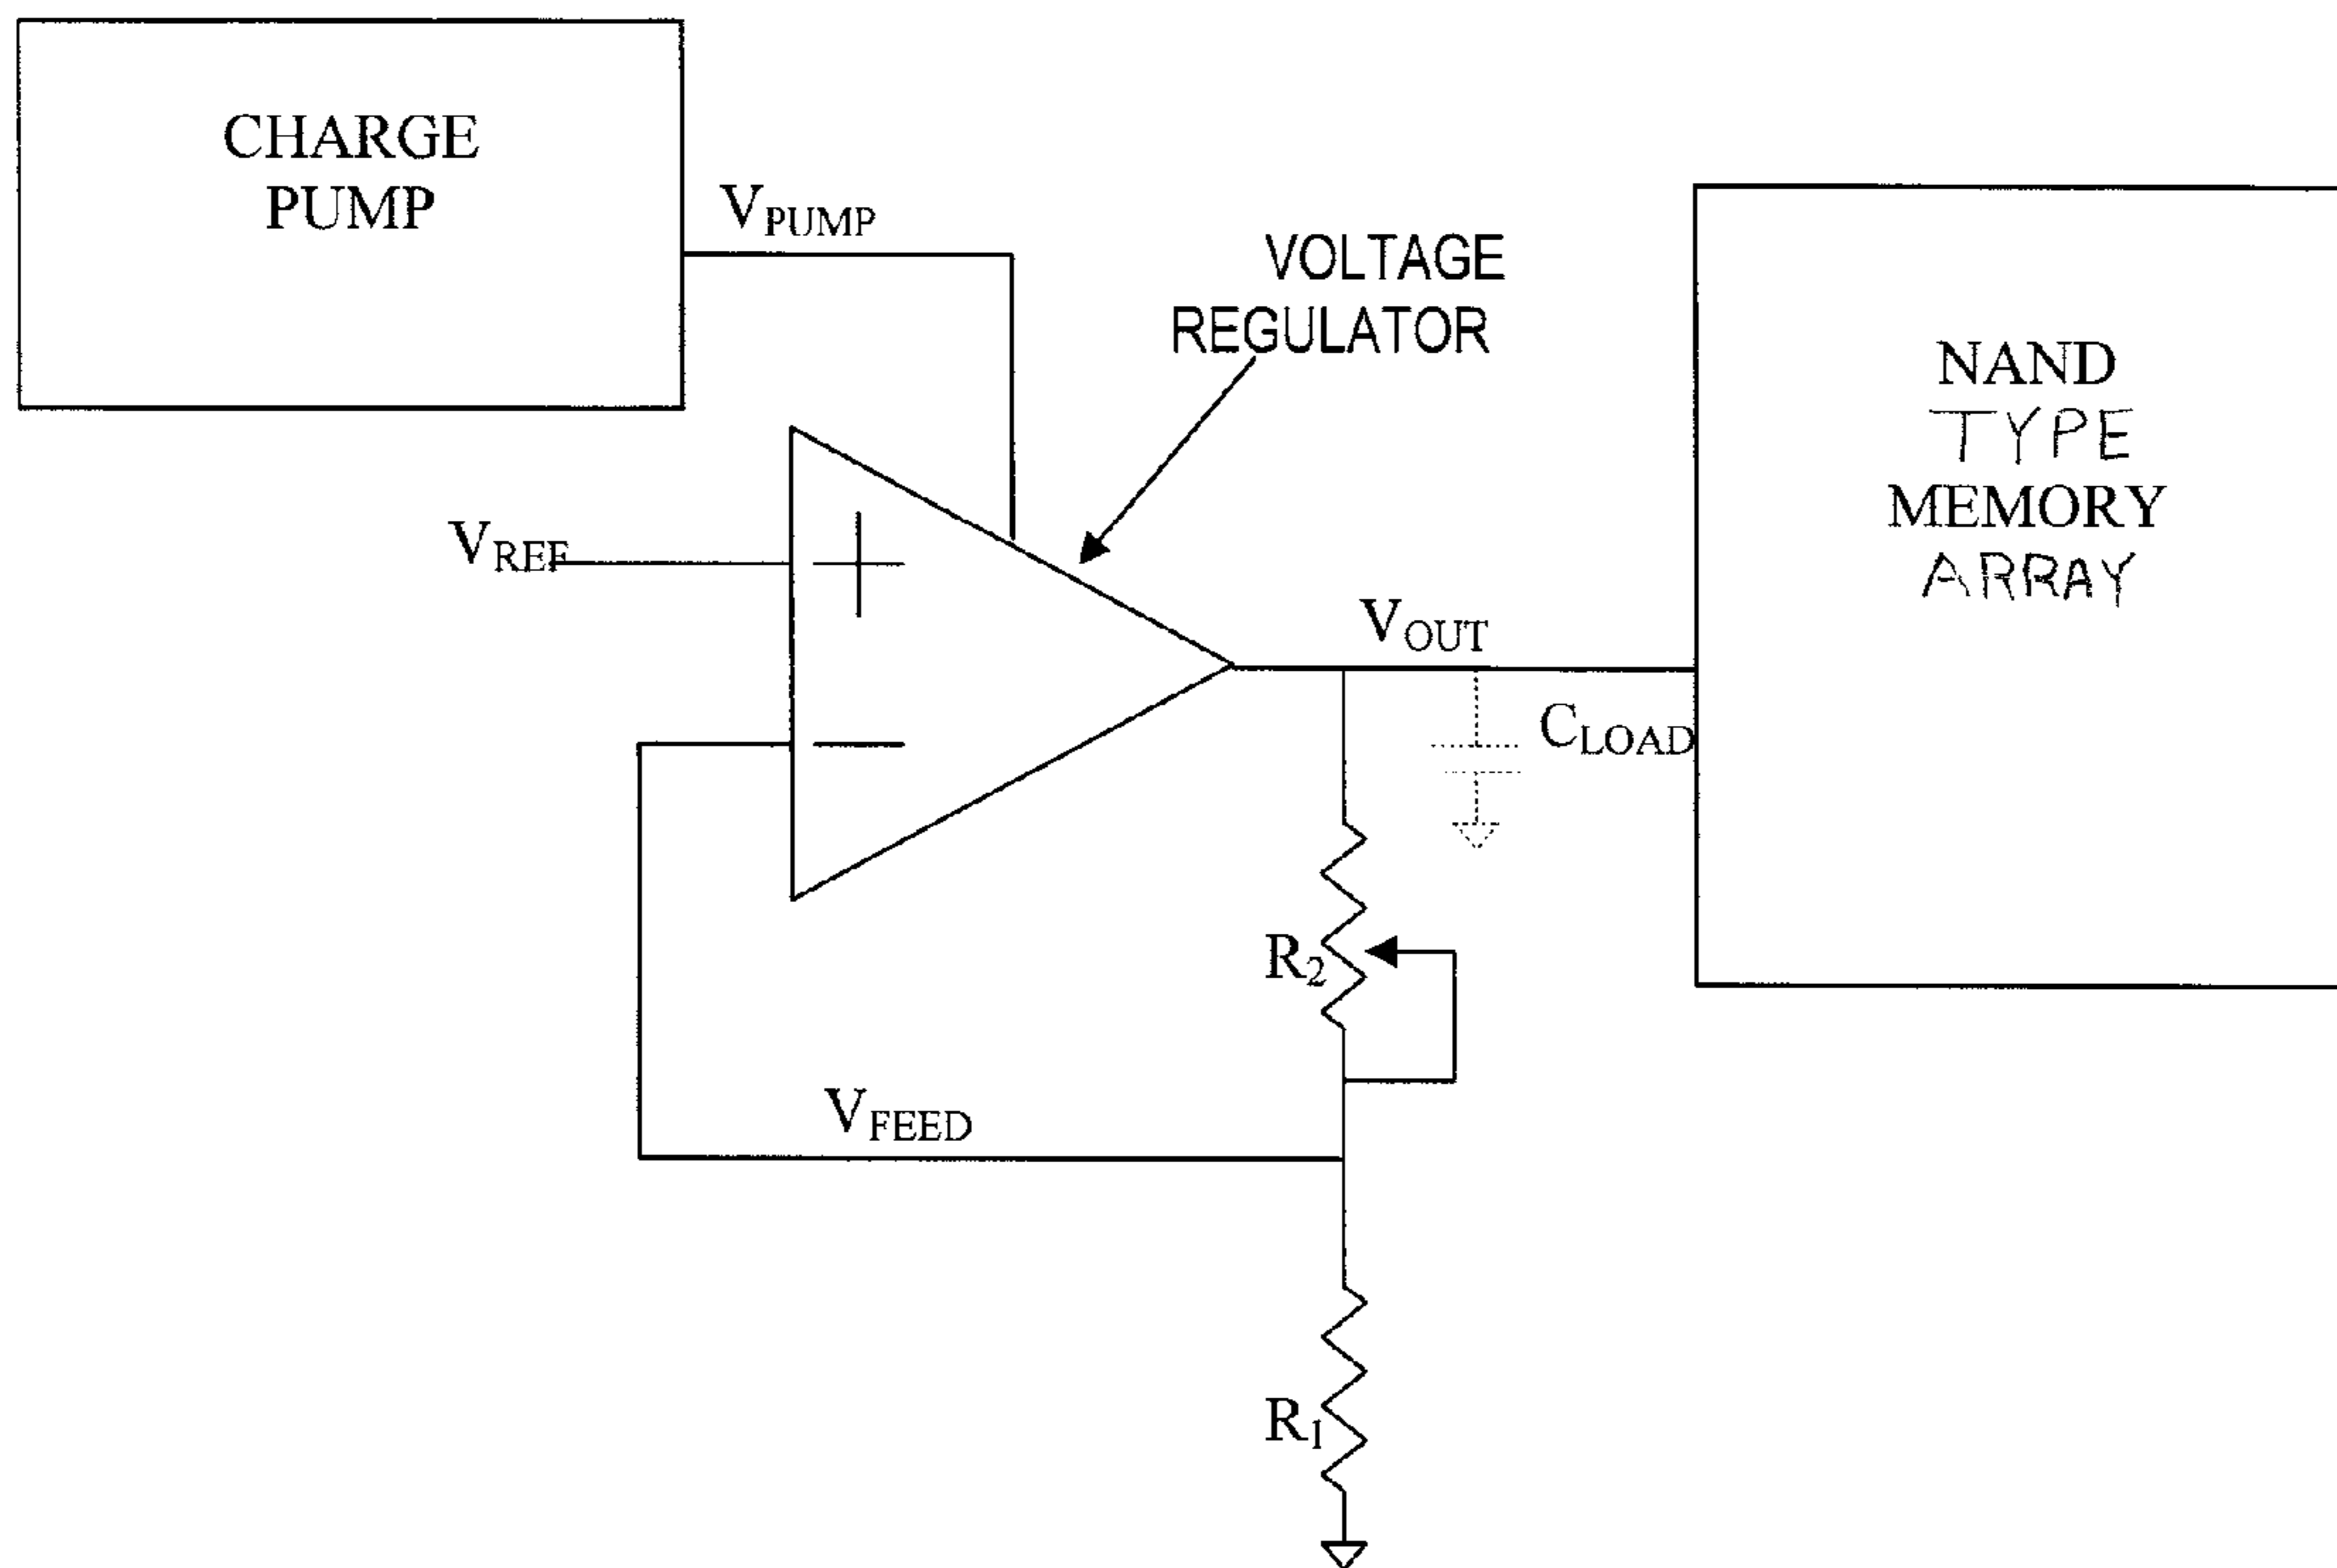 CHARGE
PUMP
VPUMP
VOLTAGE
REGULATOR
NAND
TYPE
MEMORY
ARRAY
VREF
+
−
VOUT
CLOAD
R2
VFEED
R1